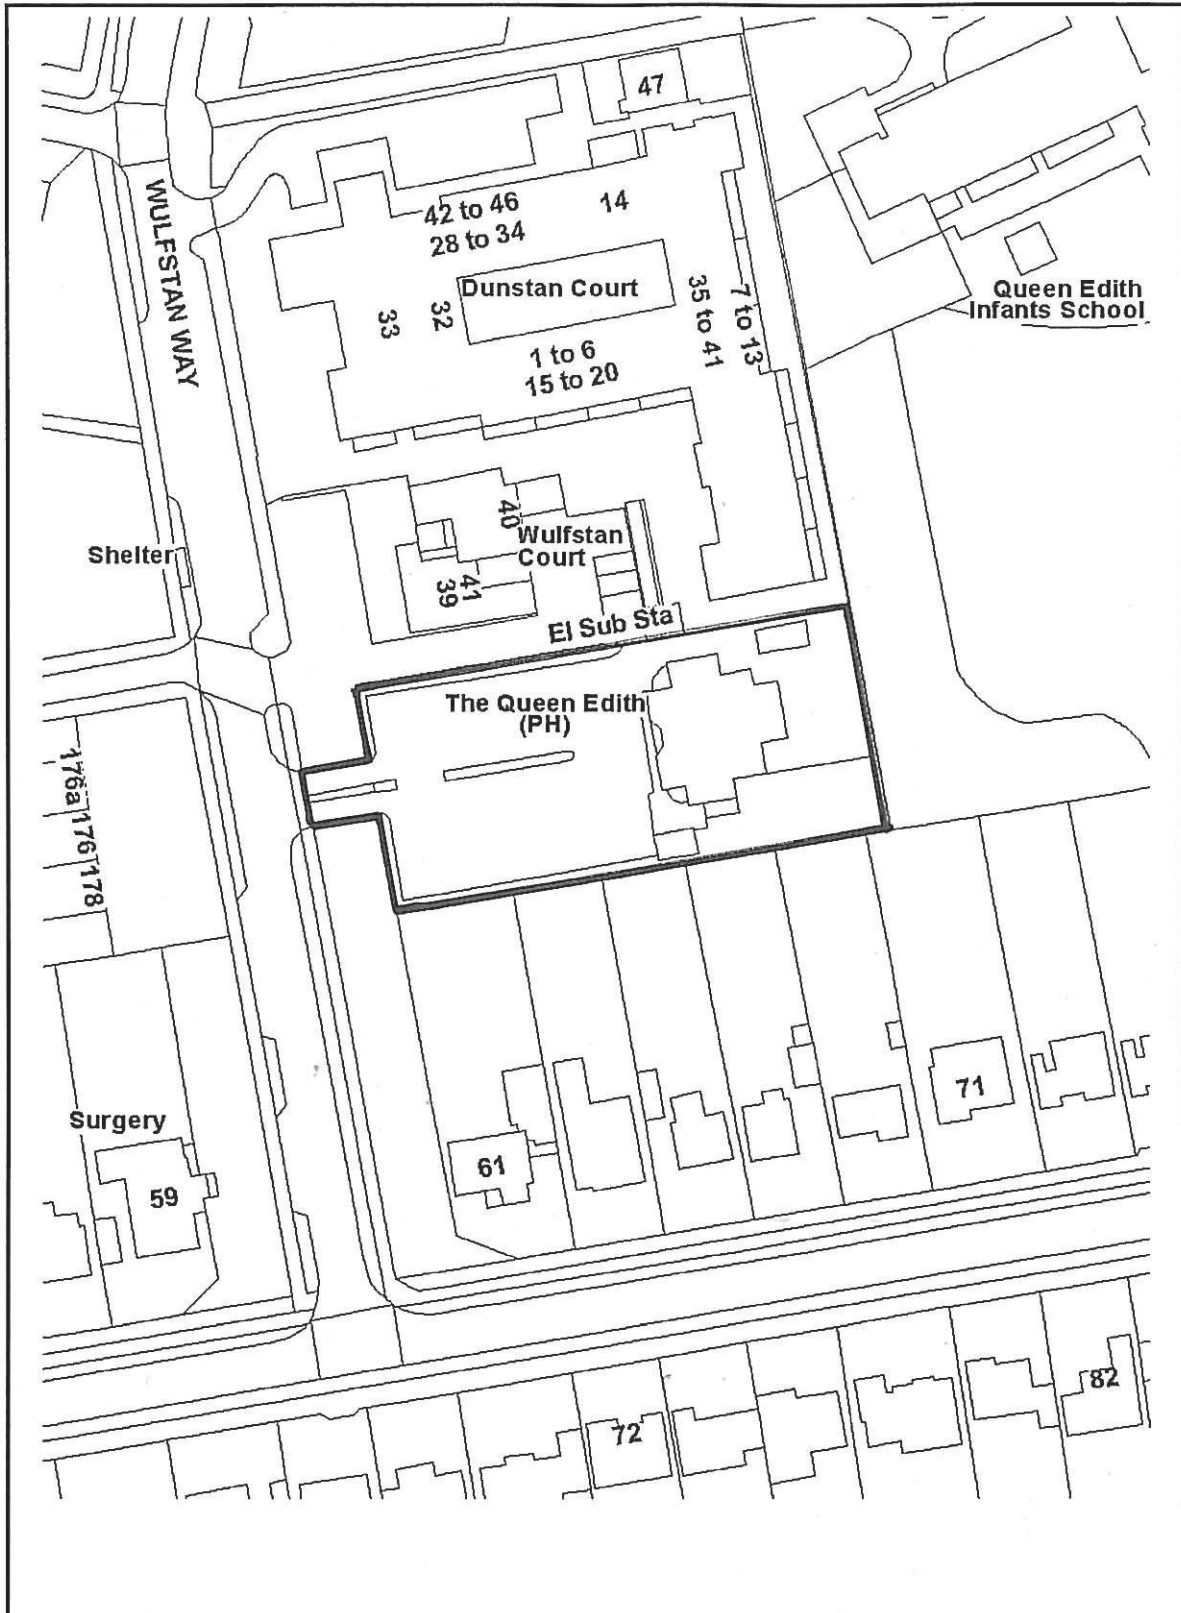 47
WULFSTAN WAY
42 to 46
28 to 34
14
Dunstan Court
33
32
35 to 41
7 to 13
1 to 6
15 to 20
Queen Edith
Infants School
40
Wulfstan
Court
Shelter
41
39
El Sub Sta
The Queen Edith
(PH)
176a
176
178
Surgery
59
61
71
72
82